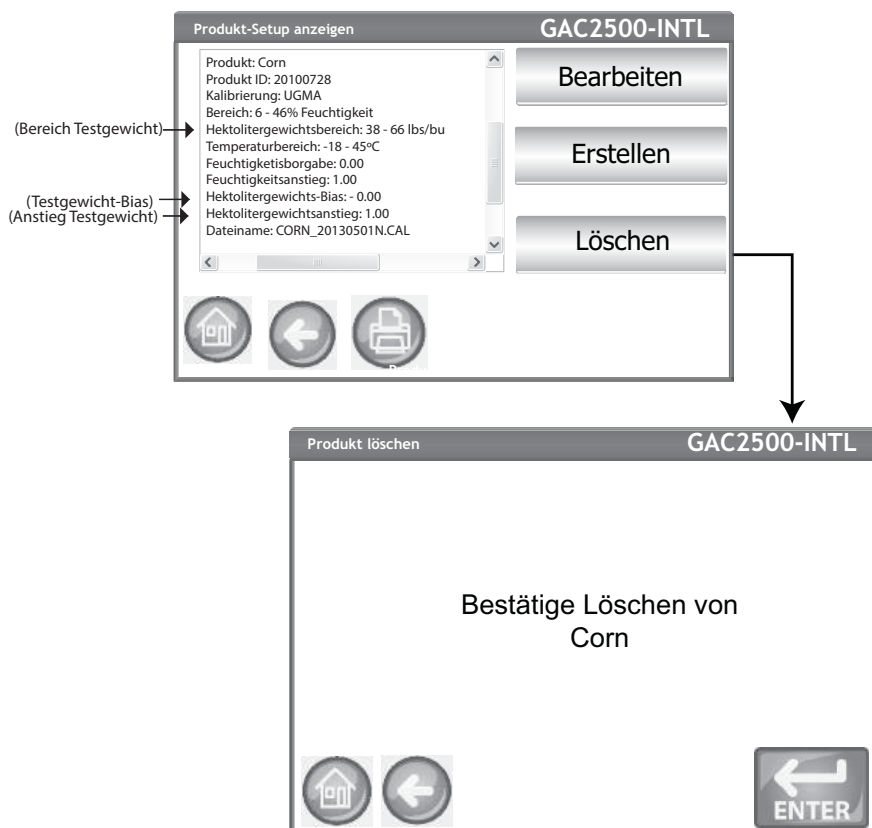 Produkt-Setup anzeigen GAC2500-INTL
Produkt: Corn
Produkt ID: 20100728
Kalibrierung: UGMA
Bereich: 6 - 46% Feuchtigkeit
(Bereich Testgewicht) Hektolitergewichtsbereich: 38 - 66 lbs/bu
Temperaturbereich: -18 - 45ºC
Feuchtigketisborgabe: 0.00
Feuchtigkeitsanstieg: 1.00
(Testgewicht-Bias) Hektolitergewichts-Bias: - 0.00
(Anstieg Testgewicht) Hektolitergewichtsanstieg: 1.00
Dateiname: CORN_20130501N.CAL
Bearbeiten
Erstellen
Löschen
Produkt löschen GAC2500-INTL
Bestätige Löschen von
Corn
ENTER